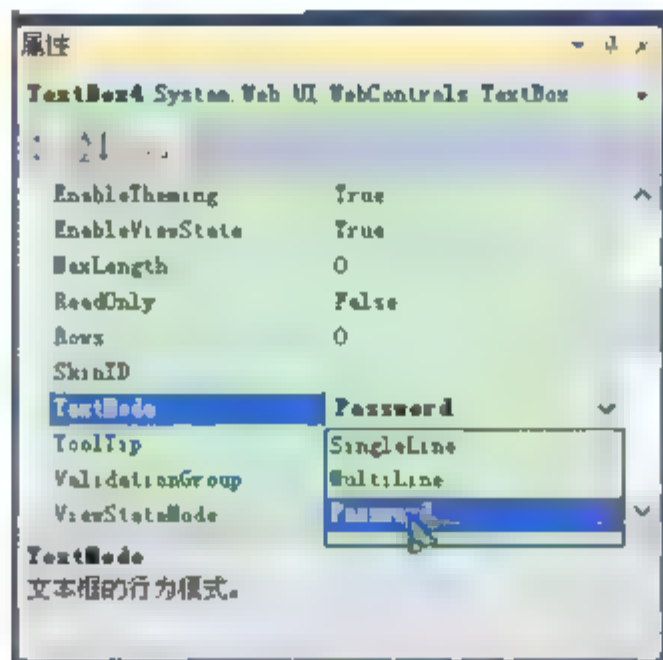 属性
TextBox4 System.Web.UI.WebControls.TextBox
EnableTheming True
EnableViewState True
MaxLength 0
ReadOnly False
Rows 0
SkinID
TextMode Password
ToolTip SingleLine
ValidationGroup MultiLine
ViewStateMode Password
TextMode
文本框的行为模式。